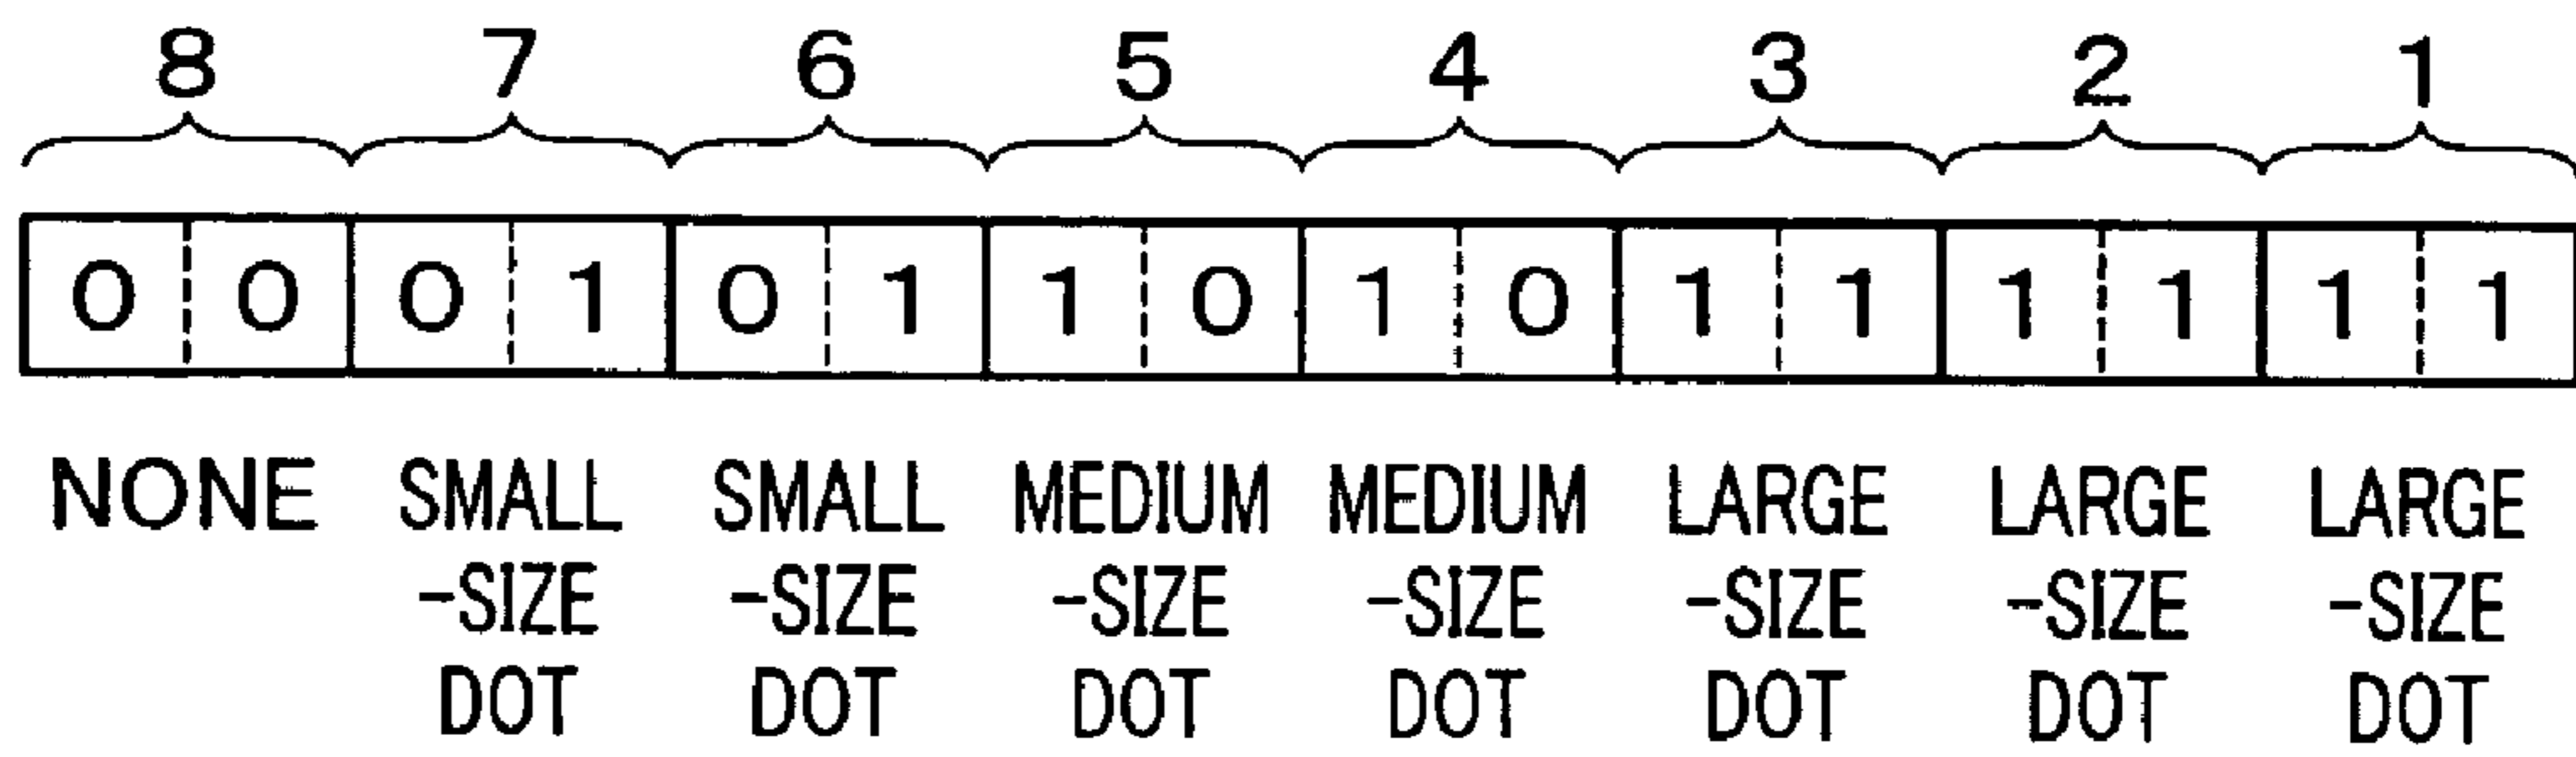 8 7 6 5 4 3 2 1
0 0 0 1 0 1 1 0 1 0 1 1 1 1 1 1
NONE SMALL SMALL MEDIUM MEDIUM LARGE LARGE LARGE
-SIZE -SIZE -SIZE -SIZE -SIZE -SIZE -SIZE
DOT DOT DOT DOT DOT DOT DOT